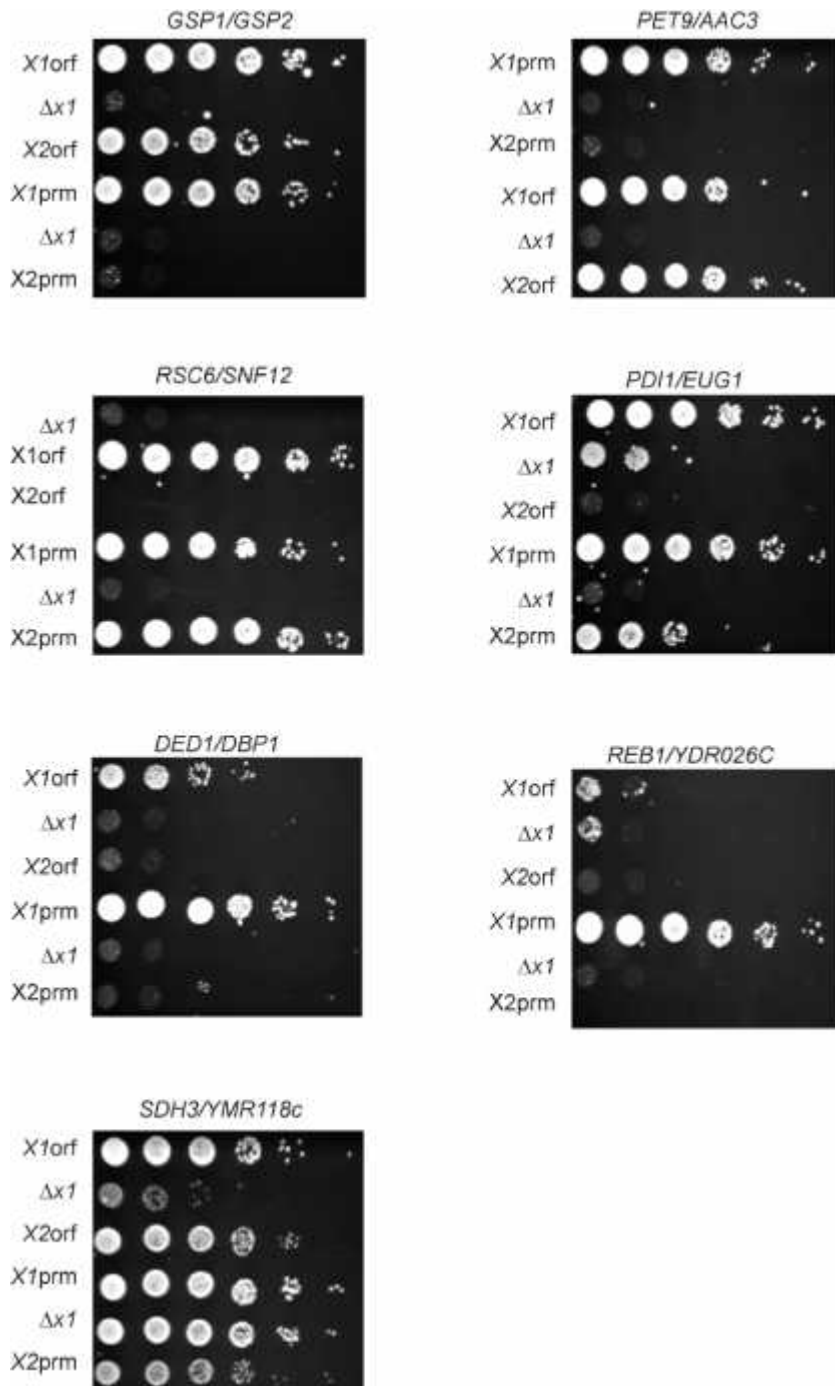 GSP1/GSP2
X1orf
Δx1
X2orf
X1prm
Δx1
X2prm
PET9/AAC3
X1prm
Δx1
X2prm
X1orf
Δx1
X2orf
RSC6/SNF12
Δx1
X1orf
X2orf
X1prm
Δx1
X2prm
PDI1/EUG1
X1orf
Δx1
X2orf
X1prm
Δx1
X2prm
DED1/DBP1
X1orf
Δx1
X2orf
X1prm
Δx1
X2prm
REB1/YDR026C
X1orf
Δx1
X2orf
X1prm
Δx1
X2prm
SDH3/YMR118c
X1orf
Δx1
X2orf
X1prm
Δx1
X2prm